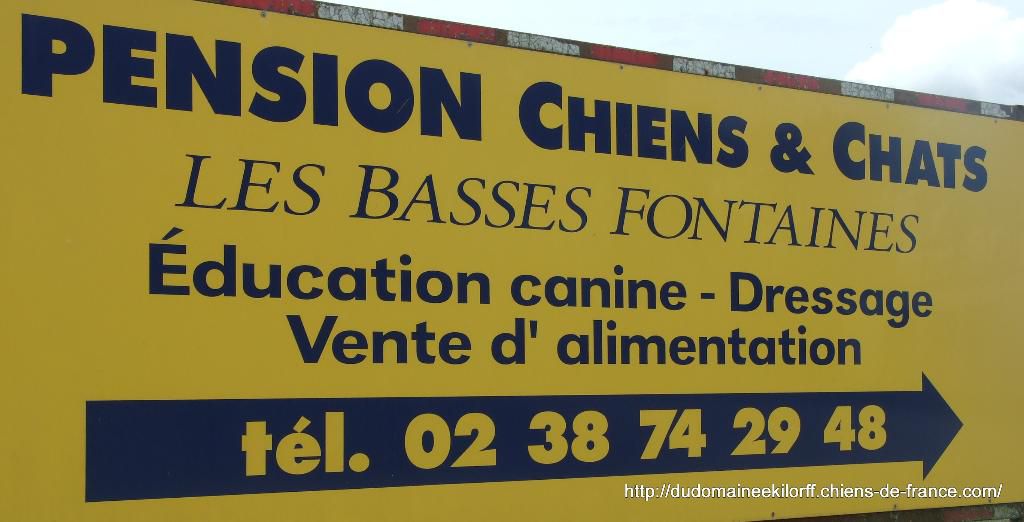 PENSION CHIENS & CHATS
LES BASSES FONTAINES
Éducation canine - Dressage
Vente d' alimentation
tél. 02 38 74 29 48
http://dudomaineekilorff.chiens-de-france.com/